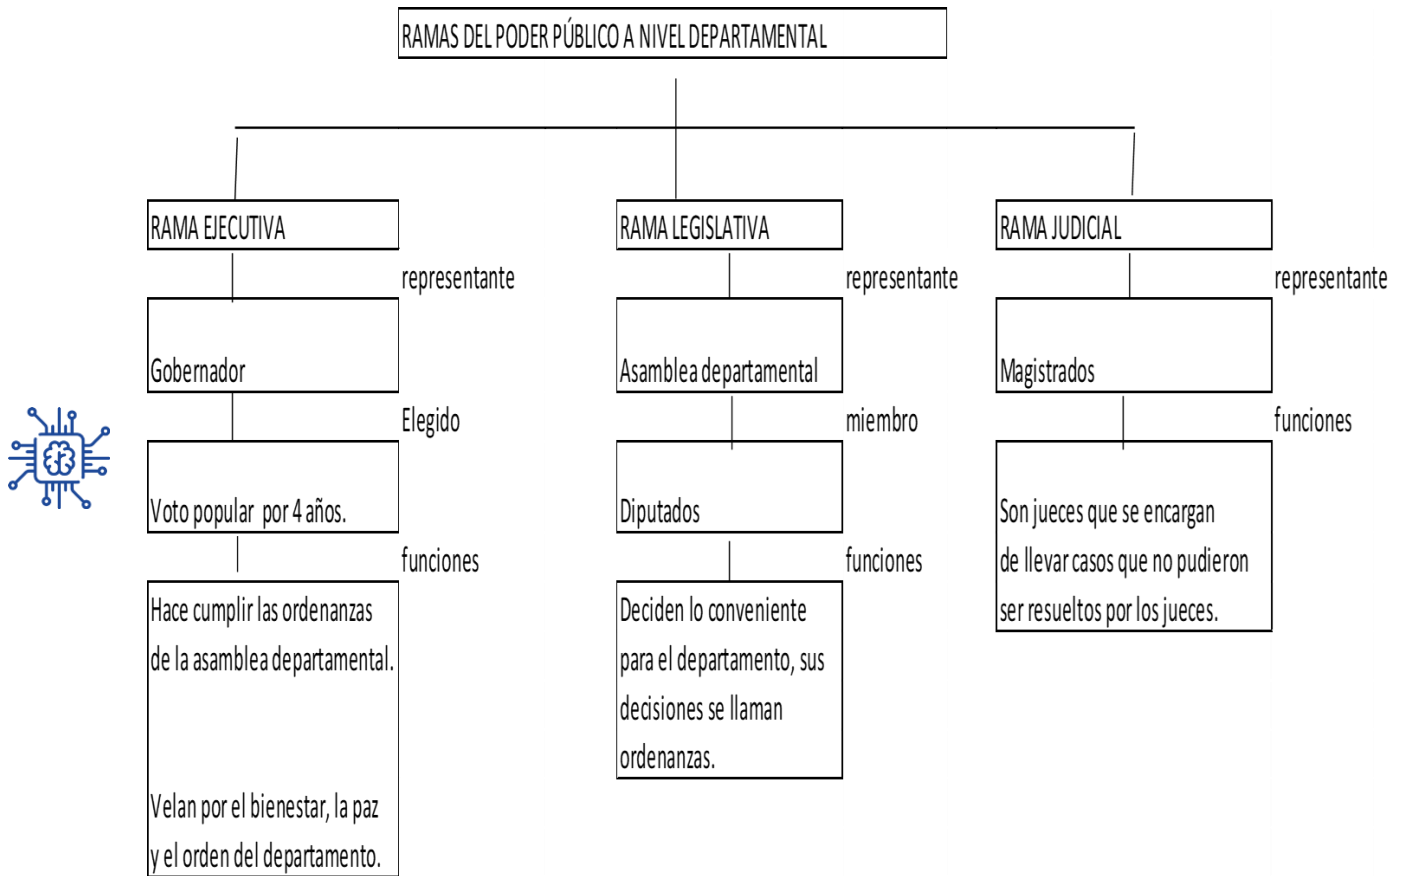 RAMAS DEL PODER PÚBLICO A NIVEL DEPARTAMENTAL
RAMA EJECUTIVA
representante
Gobernador
Elegido
Voto popular por 4 años.
funciones
Hace cumplir las ordenanzas
de la asamblea departamental.
Velan por el bienestar, la paz
y el orden del departamento.
RAMA LEGISLATIVA
representante
Asamblea departamental
miembro
Diputados
funciones
Deciden lo conveniente
para el departamento, sus
decisiones se llaman
ordenanzas.
RAMA JUDICIAL
representante
Magistrados
funciones
Son jueces que se encargan
de llevar casos que no pudieron
ser resueltos por los jueces.